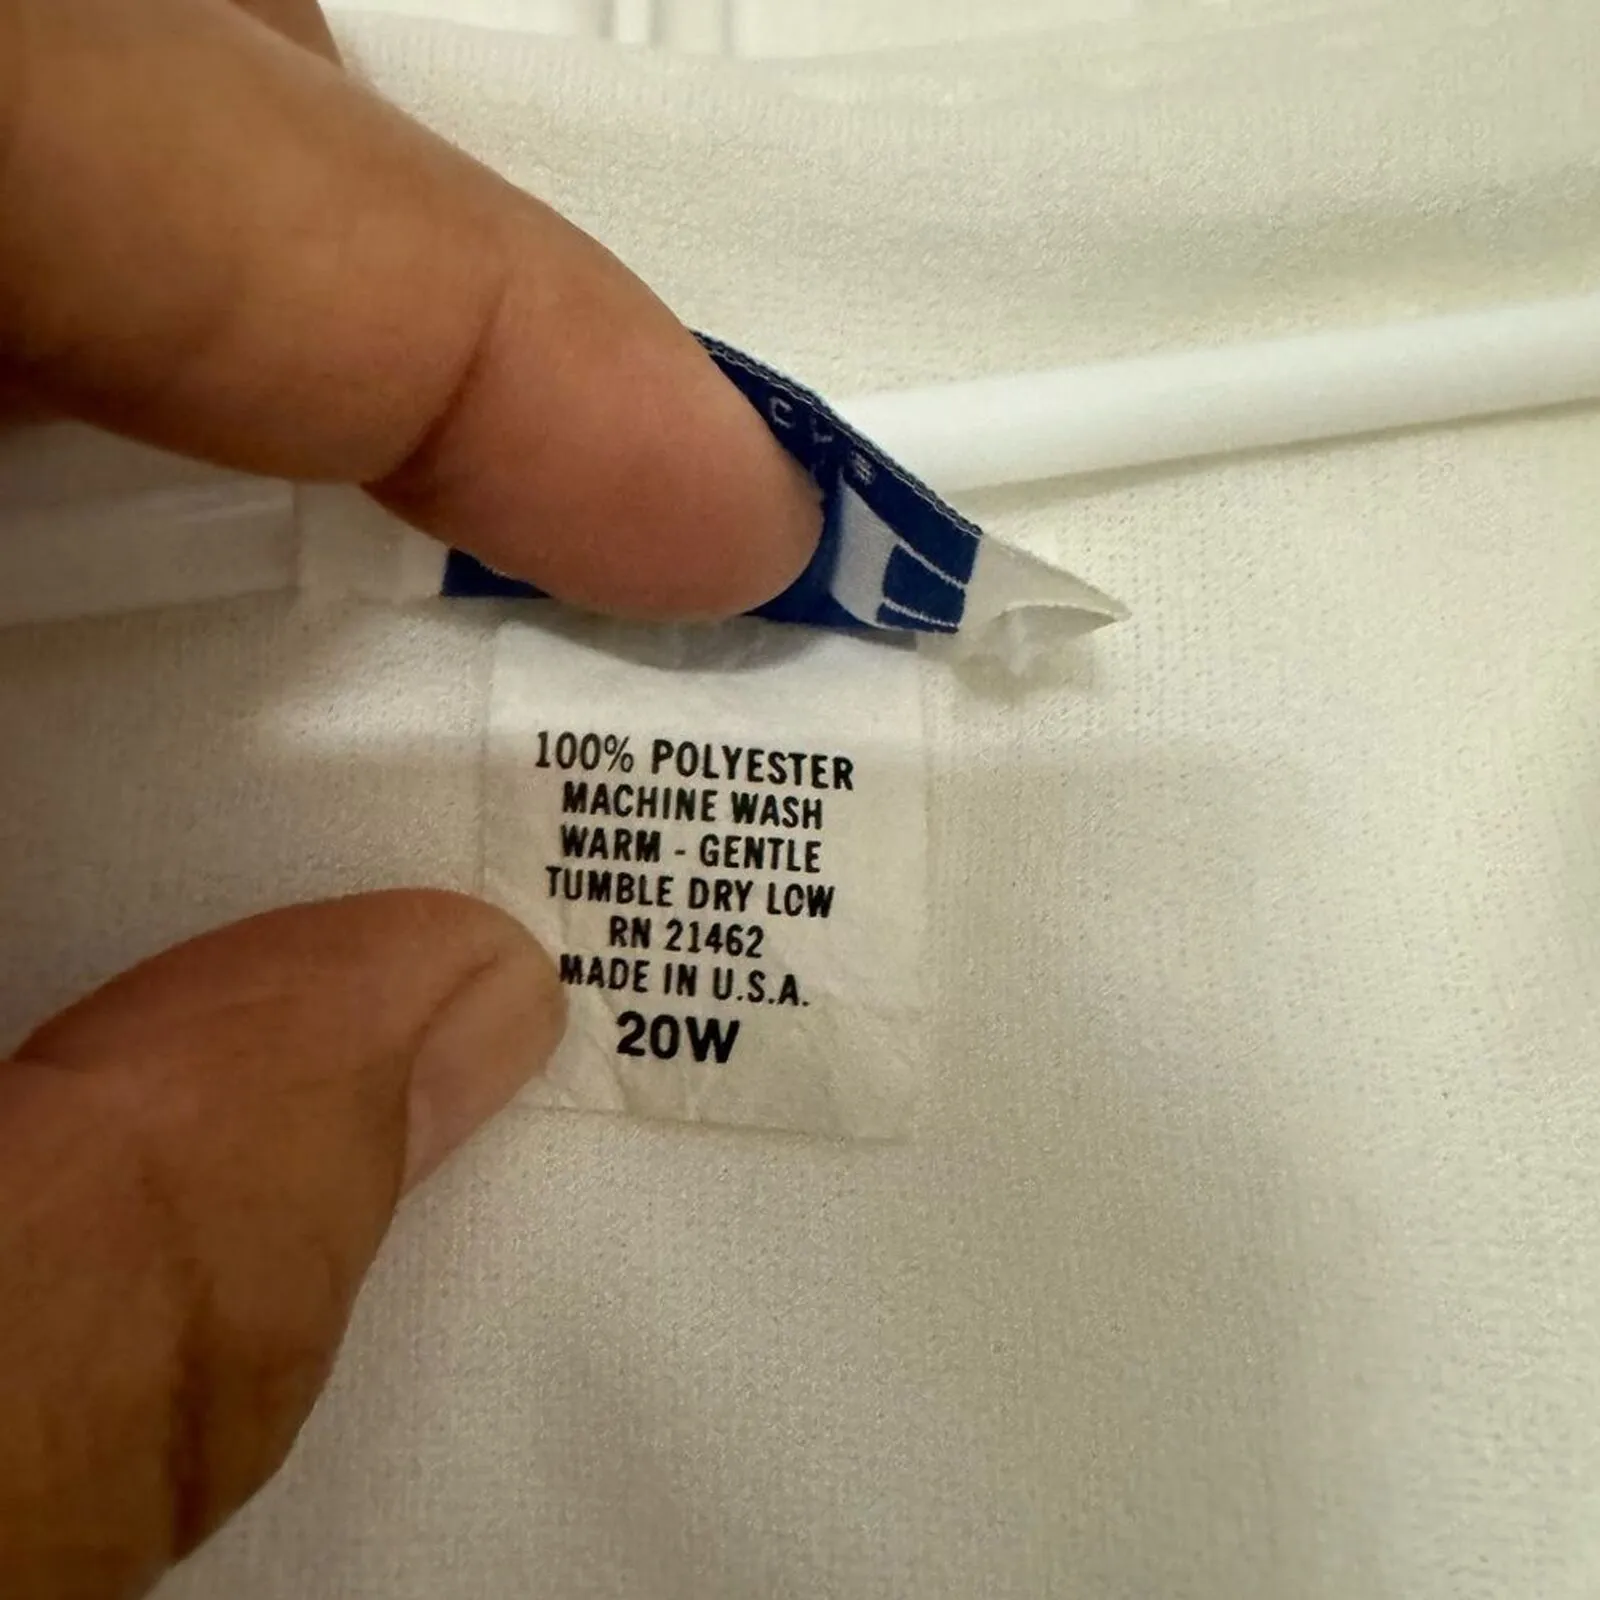 100% POLYESTER
MACHINE WASH
WARM - GENTLE
TUMBLE DRY LOW
RN 21462
MADE IN U.S.A.
20W